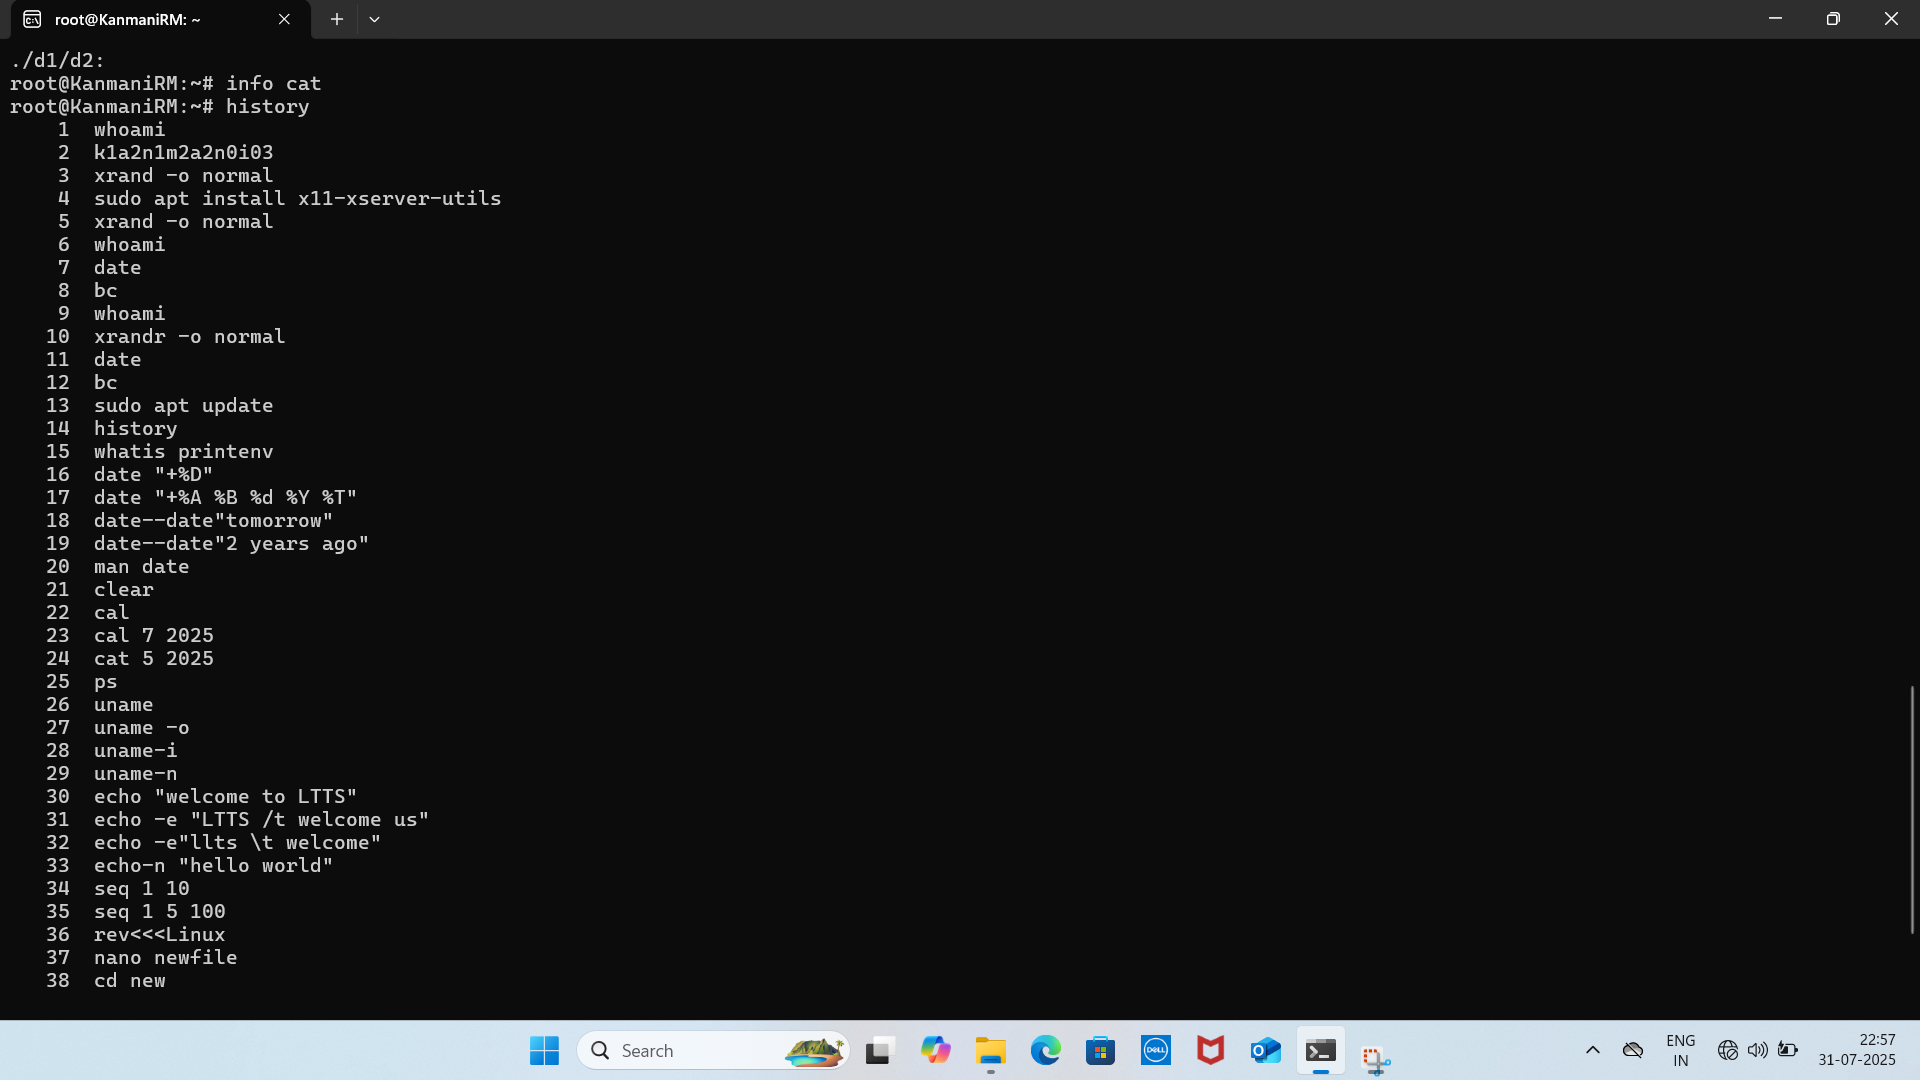 root@KanmaniRM: ~
./d1/d2:
root@KanmaniRM:~# info cat
root@KanmaniRM:~# history
1 whoami
2 k1a2n1m2a2n0i03
3 xrand -o normal
4 sudo apt install x11-xserver-utils
5 xrand -o normal
6 whoami
7 date
8 bc
9 whoami
10 xrandr -o normal
11 date
12 bc
13 sudo apt update
14 history
15 whatis printenv
16 date "+%D"
17 date "+%A %B %d %Y %T"
18 date--date"tomorrow"
19 date--date"2 years ago"
20 man date
21 clear
22 cal
23 cal 7 2025
24 cat 5 2025
25 ps
26 uname
27 uname -o
28 uname-i
29 uname-n
30 echo "welcome to LTTS"
31 echo -e "LTTS /t welcome us"
32 echo -e"llts \t welcome"
33 echo-n "hello world"
34 seq 1 10
35 seq 1 5 100
36 rev<<<Linux
37 nano newfile
38 cd new
Search
DELL
ENG
IN
22:57
31-07-2025